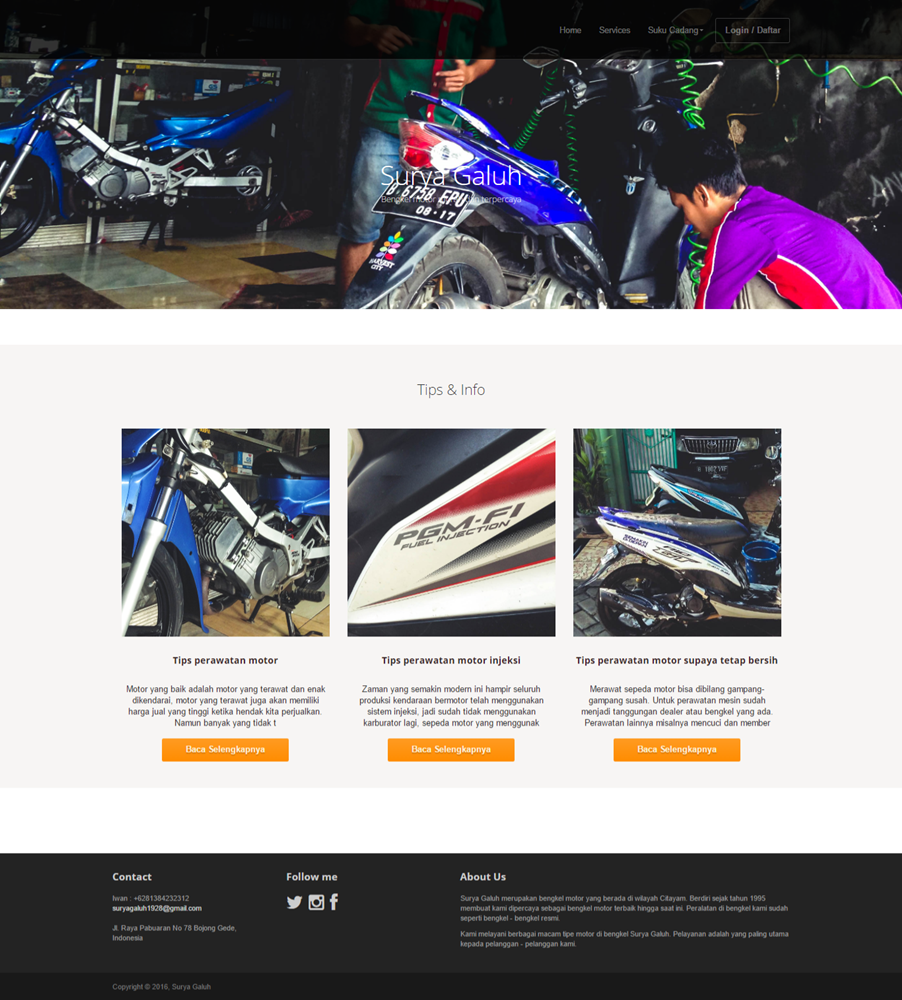 Home Services Suku Cadang Login / Daftar
Surya Galuh
Bengkel motor terpercaya
6758 EPU
08-17
HARVEST
CITY
Tips & Info
PGM-FI
FUEL INJECTION
Tips perawatan motor
Motor yang baik adalah motor yang terawat dan enak
dikendarai, motor yang terawat juga akan memiliki
harga jual yang tinggi ketika hendak kita perjualkan.
Namun banyak yang tidak t
Baca Selengkapnya
Tips perawatan motor injeksi
Zaman yang semakin modern ini hampir seluruh
produksi kendaraan bermotor telah menggunakan
sistem injeksi, jadi sudah tidak menggunakan
karburator lagi, sepeda motor yang menggunak
Baca Selengkapnya
Tips perawatan motor supaya tetap bersih
Merawat sepeda motor bisa dibilang gampang-
gampang susah. Untuk perawatan mesin sudah
menjadi tanggungan dealer atau bengkel yang ada.
Perawatan lainnya misalnya mencuci dan member
Baca Selengkapnya
Contact
Iwan : +6281384232312
suryagaluh1928@gmail.com
Jl. Raya Pabuaran No 78 Bojong Gede,
Indonesia
Follow me
About Us
Surya Galuh merupakan bengkel motor yang berada di wilayah Citayam. Berdiri sejak tahun 1995
membuat kami dipercaya sebagai bengkel motor terbaik hingga saat ini. Peralatan di bengkel kami sudah
seperti bengkel - bengkel resmi.
Kami melayani berbagai macam tipe motor di bengkel Surya Galuh. Pelayanan adalah yang paling utama
kepada pelanggan - pelanggan kami.
Copyright © 2016, Surya Galuh